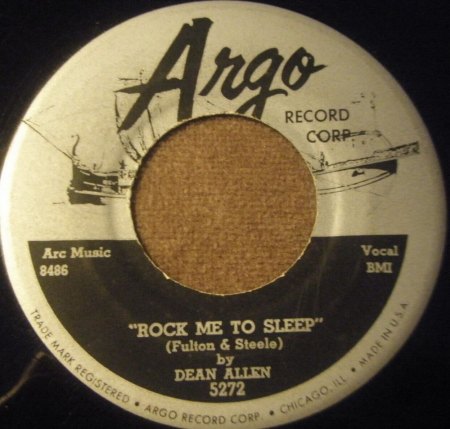 Argo
RECORD
CORP.
Arc Music
8486
Vocal
BMI
"ROCK ME TO SLEEP"
(Fulton & Steele)
by
DEAN ALLEN
5272
TRADE MARK REGISTERED • ARGO RECORD CORP. • CHICAGO, ILL. • MADE IN U.S.A.